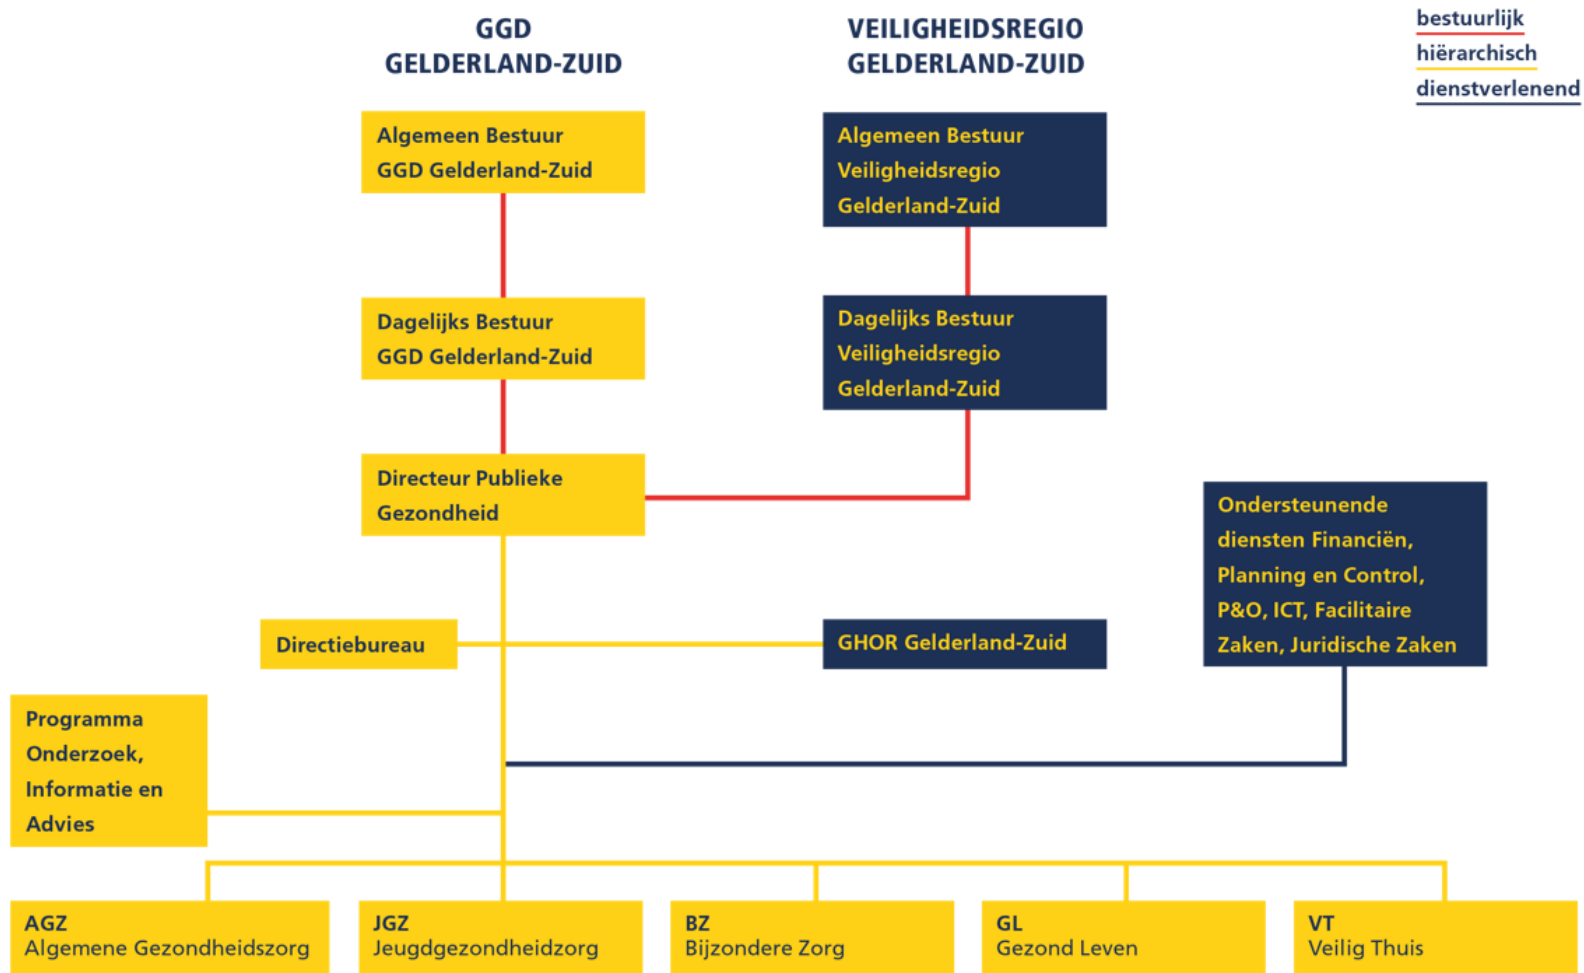 GGD
GELDERLAND-ZUID
VEILIGHEIDSREGIO
GELDERLAND-ZUID
bestuurlijk
hiërarchisch
dienstverlenend
Algemeen Bestuur
GGD Gelderland-Zuid
Algemeen Bestuur
Veiligheidsregio
Gelderland-Zuid
Dagelijks Bestuur
GGD Gelderland-Zuid
Dagelijks Bestuur
Veiligheidsregio
Gelderland-Zuid
Directeur Publieke
Gezondheid
Ondersteunende
diensten Financiën,
Planning en Control,
P&O, ICT, Facilitaire
Zaken, Juridische Zaken
Directiebureau
GHOR Gelderland-Zuid
Programma
Onderzoek,
Informatie en
Advies
AGZ
Algemene Gezondheidszorg
JGZ
Jeugdgezondheidzorg
BZ
Bijzondere Zorg
GL
Gezond Leven
VT
Veilig Thuis